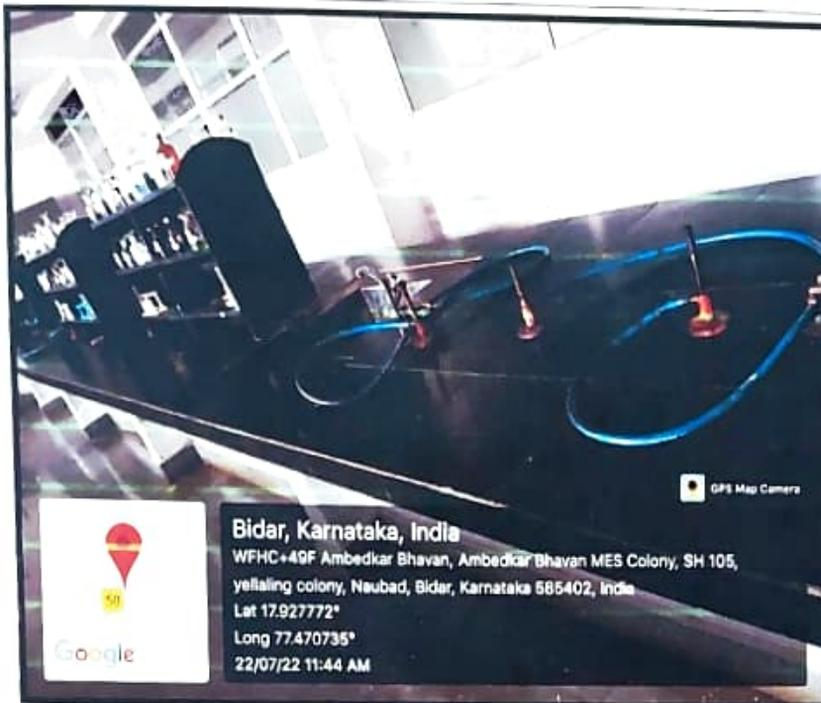 GPS Map Camera
Bidar, Karnataka, India
WFHC+49F Ambedkar Bhavan, Ambedkar Bhavan MES Colony, SH 105,
yellaling colony, Naubad, Bidar, Karnataka 585402, India
Lat 17.927772°
Long 77.470735°
22/07/22 11:44 AM
50
Google